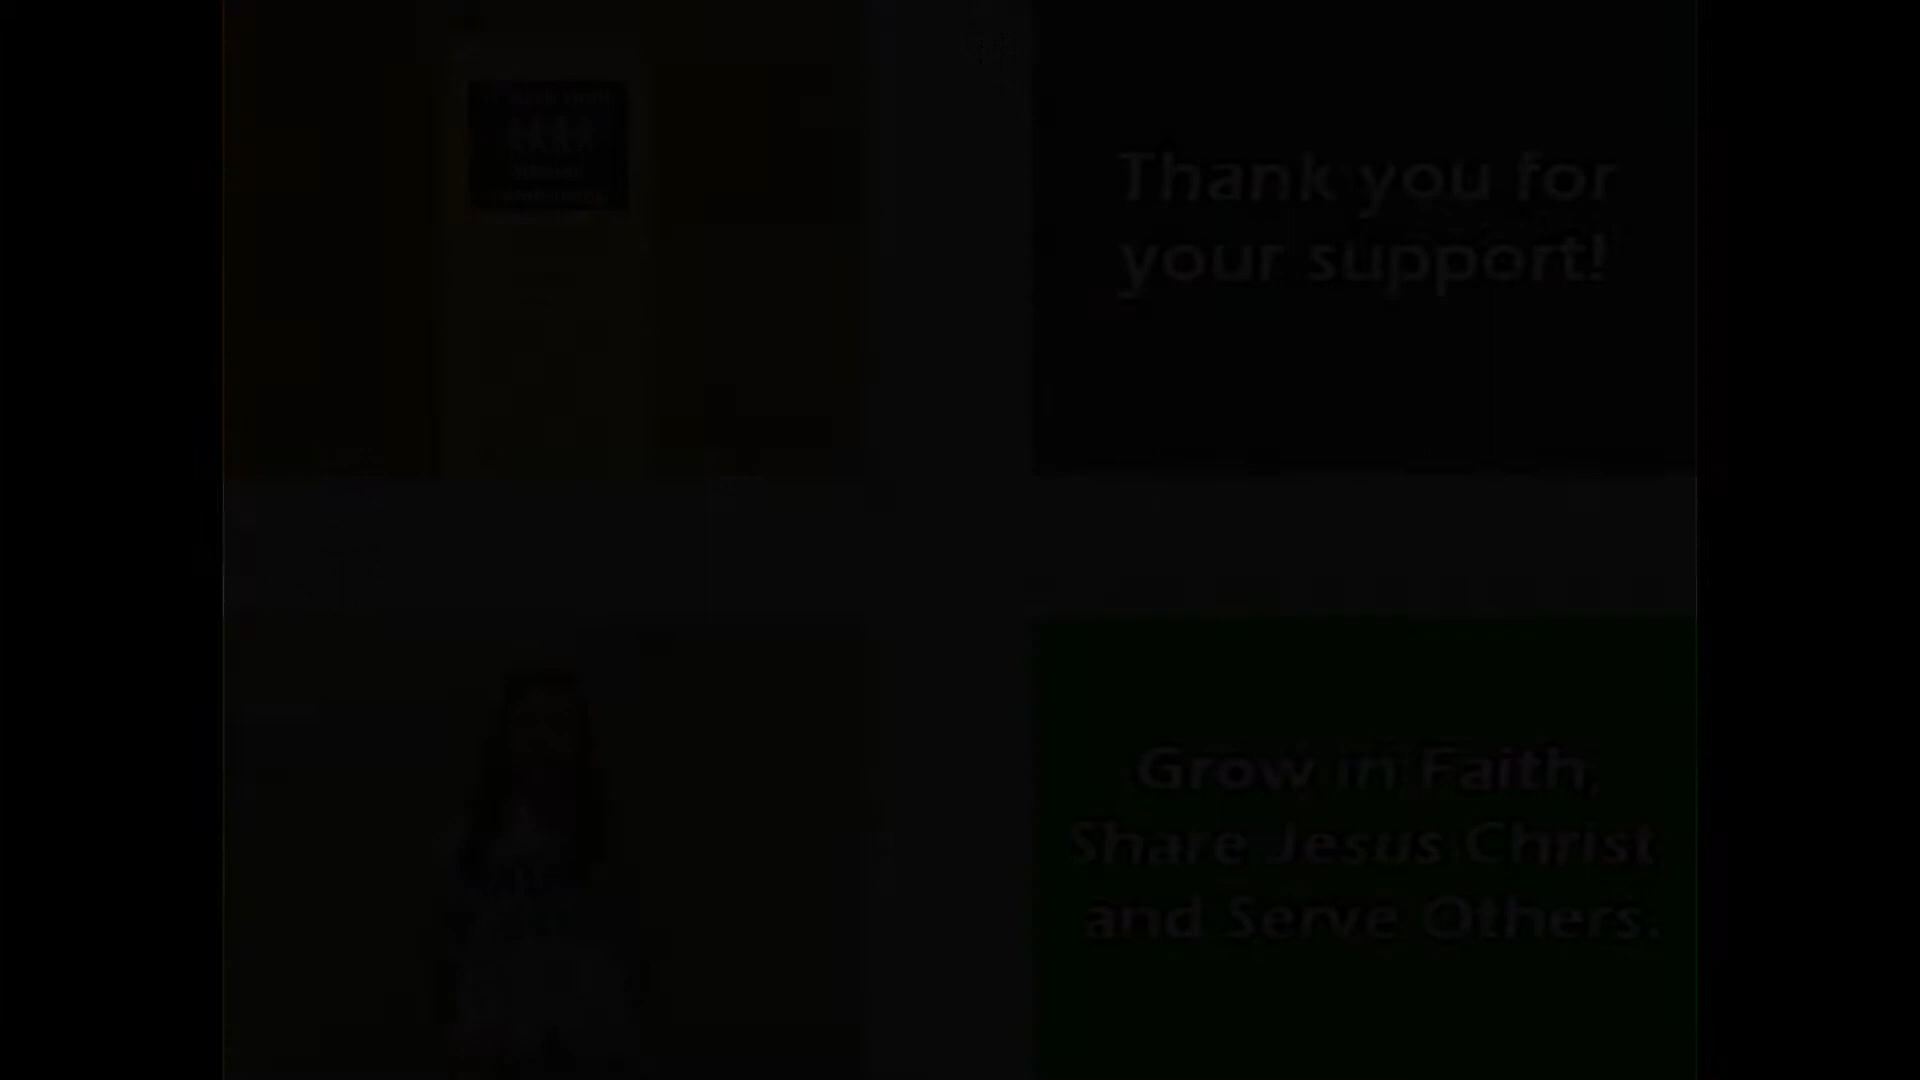 Thank you for
your support!
Grow in Faith,
Share Jesus Christ
and Serve Others.